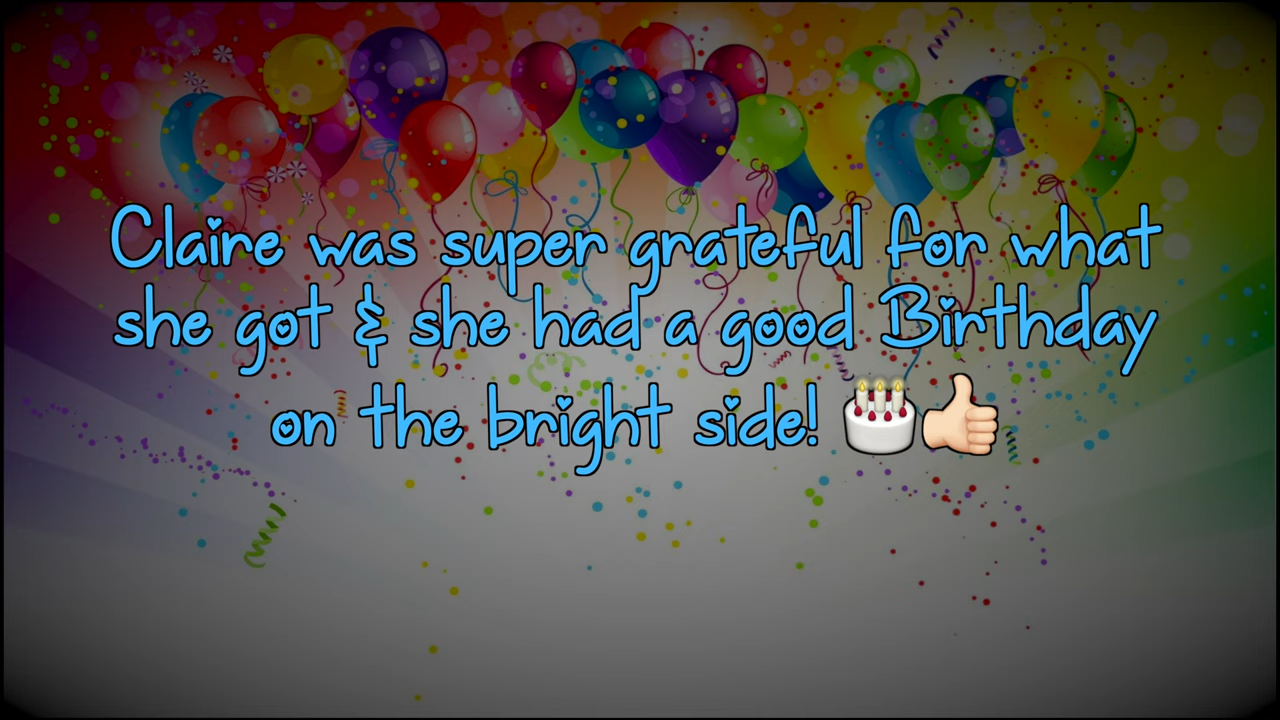 Claire was super grateful for what
she got & she had a good Birthday
on the bright side! 🎂👍🏻